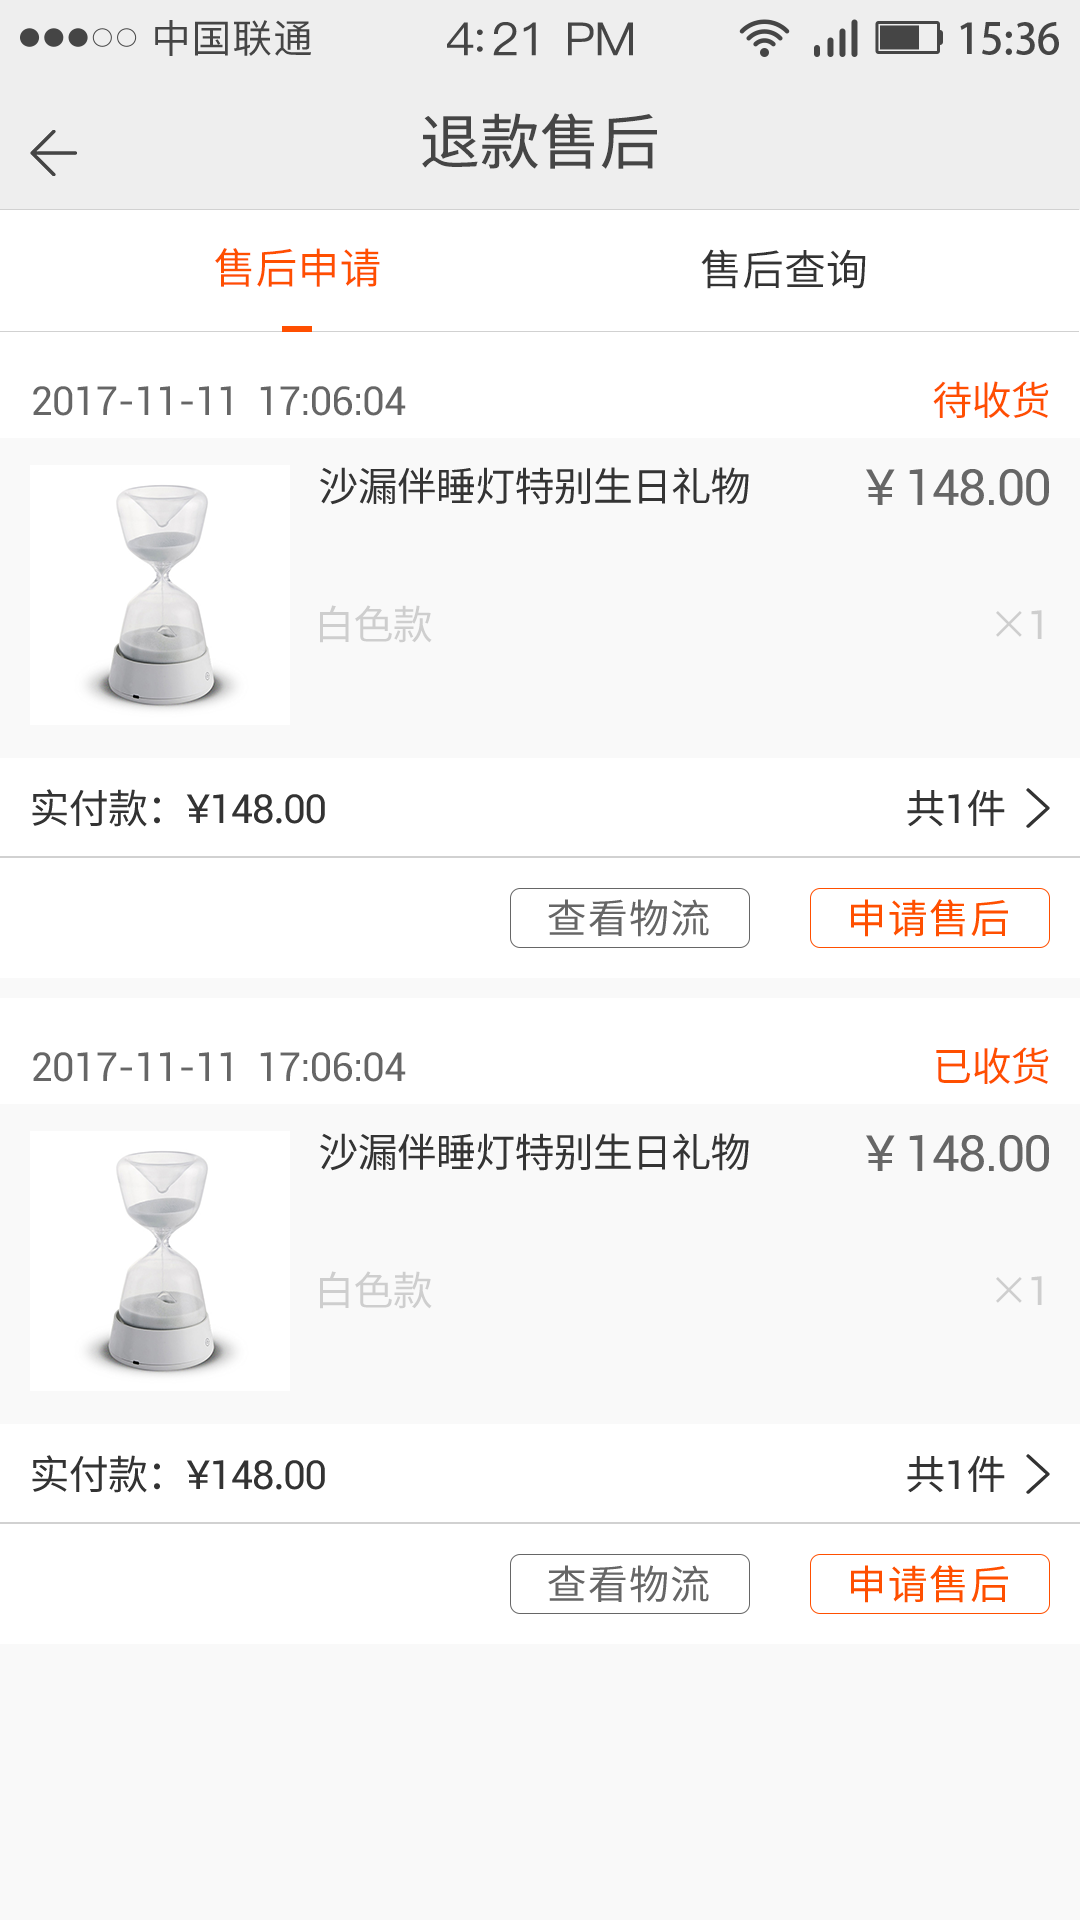 中国联通 4:21 PM 15:36
退款售后
售后申请 售后查询
2017-11-11 17:06:04 待收货
沙漏伴睡灯特别生日礼物 ¥ 148.00
白色款 ×1
实付款：¥148.00 共1件
查看物流 申请售后
2017-11-11 17:06:04 已收货
沙漏伴睡灯特别生日礼物 ¥ 148.00
白色款 ×1
实付款：¥148.00 共1件
查看物流 申请售后